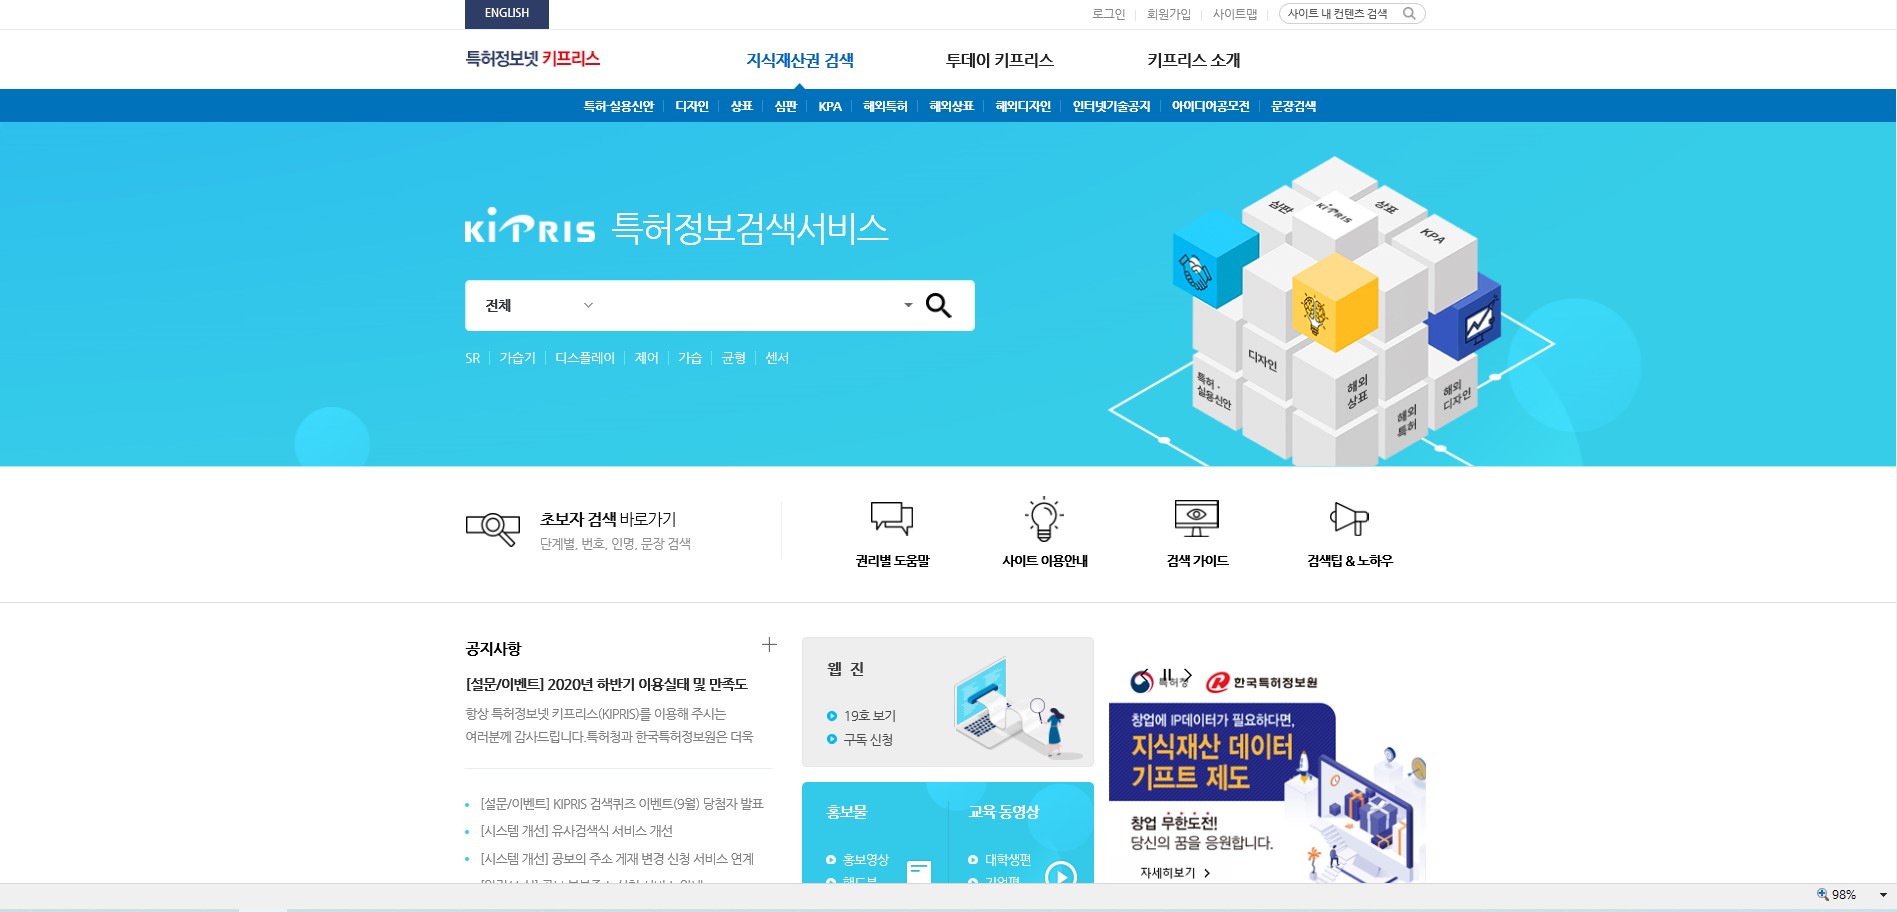 ENGLISH
로그인 회원가입 사이트맵 사이트 내 컨텐츠 검색
특허정보넷 키프리스 지식재산권 검색 투데이 키프리스 키프리스 소개
특허·실용신안 디자인 상표 심판 KPA 해외특허 해외상표 해외디자인 인터넷기술공지 아이디어공모전 문장검색
KIPRIS 특허정보검색서비스
전체
SR 가습기 디스플레이 제어 가습 균형 센서
심판 KIPRIS 상표
KPA
디자인
특허·
실용신안
해외
상표
해외
특허
해외
디자인
초보자 검색 바로가기
단계별, 번호, 인명, 문장 검색
권리별 도움말 사이트 이용안내 검색 가이드 검색팁 & 노하우
공지사항
[설문/이벤트] 2020년 하반기 이용실태 및 만족도
항상 특허정보넷 키프리스(KIPRIS)를 이용해 주시는
여러분께 감사드립니다.특허청과 한국특허정보원은 더욱
[설문/이벤트] KIPRIS 검색퀴즈 이벤트(9월) 당첨자 발표
[시스템 개선] 유사검색식 서비스 개선
[시스템 개선] 공보의 주소 게재 변경 신청 서비스 연계
웹 진
19호 보기
구독 신청
홍보물
홍보영상
핸드북
교육 동영상
대학생편
기업편
특허청 한국특허정보원
창업에 IP데이터가 필요하다면,
지식재산 데이터
기프트 제도
창업 무한도전!
당신의 꿈을 응원합니다.
자세히보기
98%